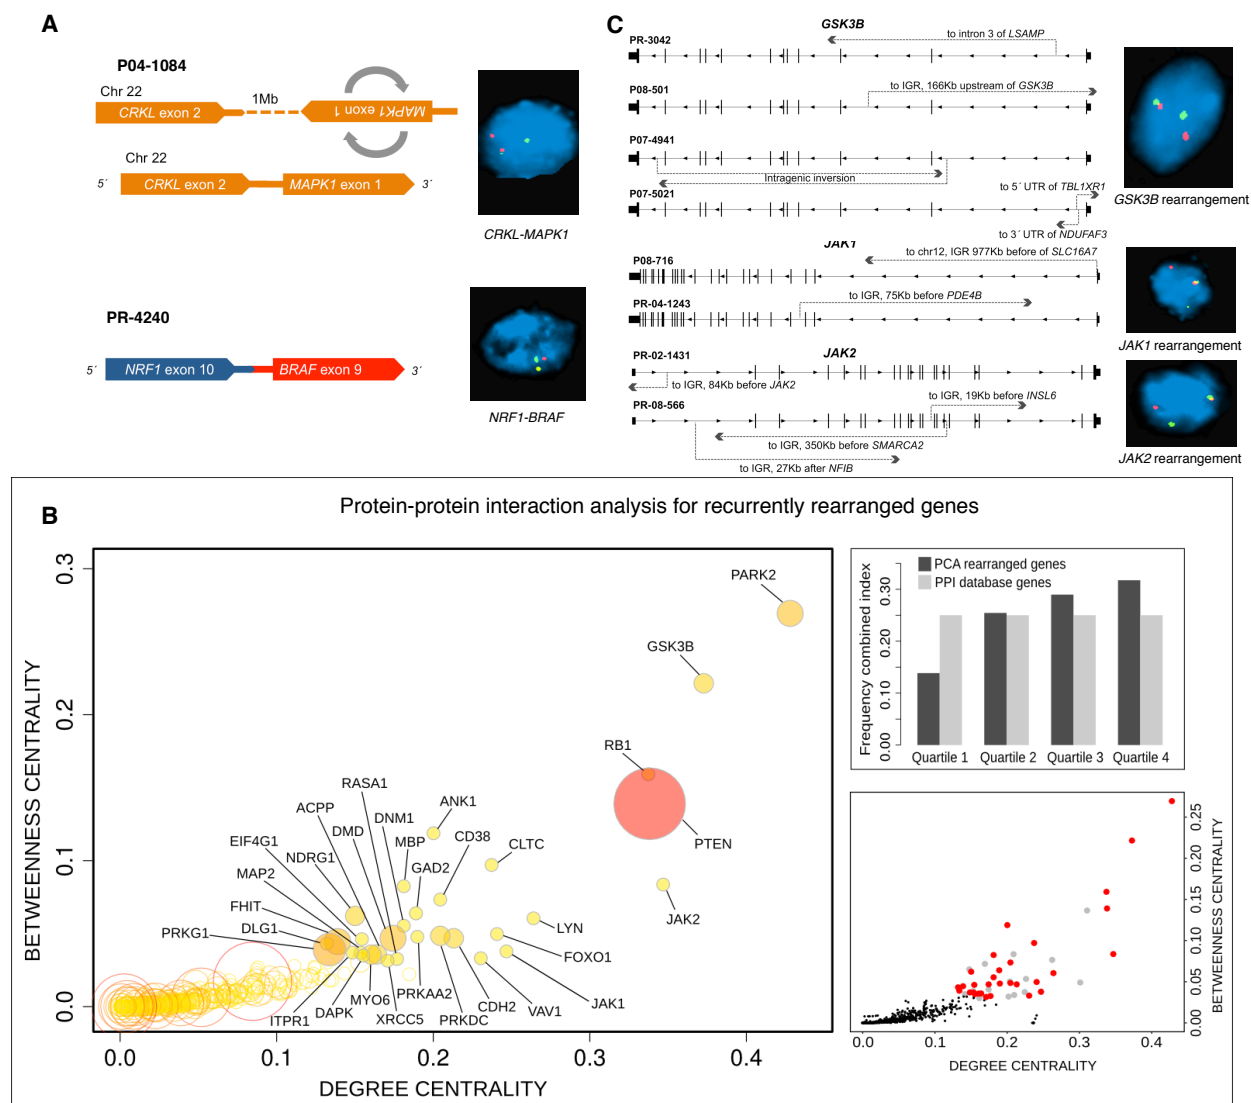 A
P04-1084
Chr 22
CRKL exon 2
1Mb
MAPK1 exon 1
Chr 22
5´
CRKL exon 2
MAPK1 exon 1
3´
CRKL-MAPK1
PR-4240
5´
NRF1 exon 10
BRAF exon 9
3´
NRF1-BRAF
C
GSK3B
PR-3042
to intron 3 of LSAMP
P08-501
to IGR, 166Kb upstream of GSK3B
P07-4941
Intragenic inversion
P07-5021
to 5´ UTR of TBL1XR1
to 3´ UTR of NDUFAF3
GSK3B rearrangement
JAK1
P08-716
to chr12, IGR 977Kb before of SLC16A7
PR-04-1243
to IGR, 75Kb before PDE4B
JAK1 rearrangement
PR-02-1431
JAK2
to IGR, 84Kb before JAK2
PR-08-566
to IGR, 19Kb before INSL6
to IGR, 350Kb before SMARCA2
to IGR, 27Kb after NFIB
JAK2 rearrangement
B
Protein-protein interaction analysis for recurrently rearranged genes
BETWEENNESS CENTRALITY
0.3
0.2
0.1
0.0
PARK2
GSK3B
RB1
PTEN
JAK2
RASA1
ACPP
DNM1
ANK1
DMD
MBP
CD38
EIF4G1
CLTC
NDRG1
GAD2
MAP2
FHIT
DLG1
PRKG1
LYN
FOXO1
JAK1
VAV1
CDH2
PRKDC
PRKAA2
XRCC5
MYO6
DAPK
ITPR1
0.0
0.1
0.2
0.3
0.4
DEGREE CENTRALITY
Frequency combined index
0.30
0.20
0.10
0.00
PCA rearranged genes
PPI database genes
Quartile 1
Quartile 2
Quartile 3
Quartile 4
0.25
0.20
0.15
0.10
0.05
0.00
BETWEENNESS CENTRALITY
0.0
0.1
0.2
0.3
0.4
DEGREE CENTRALITY